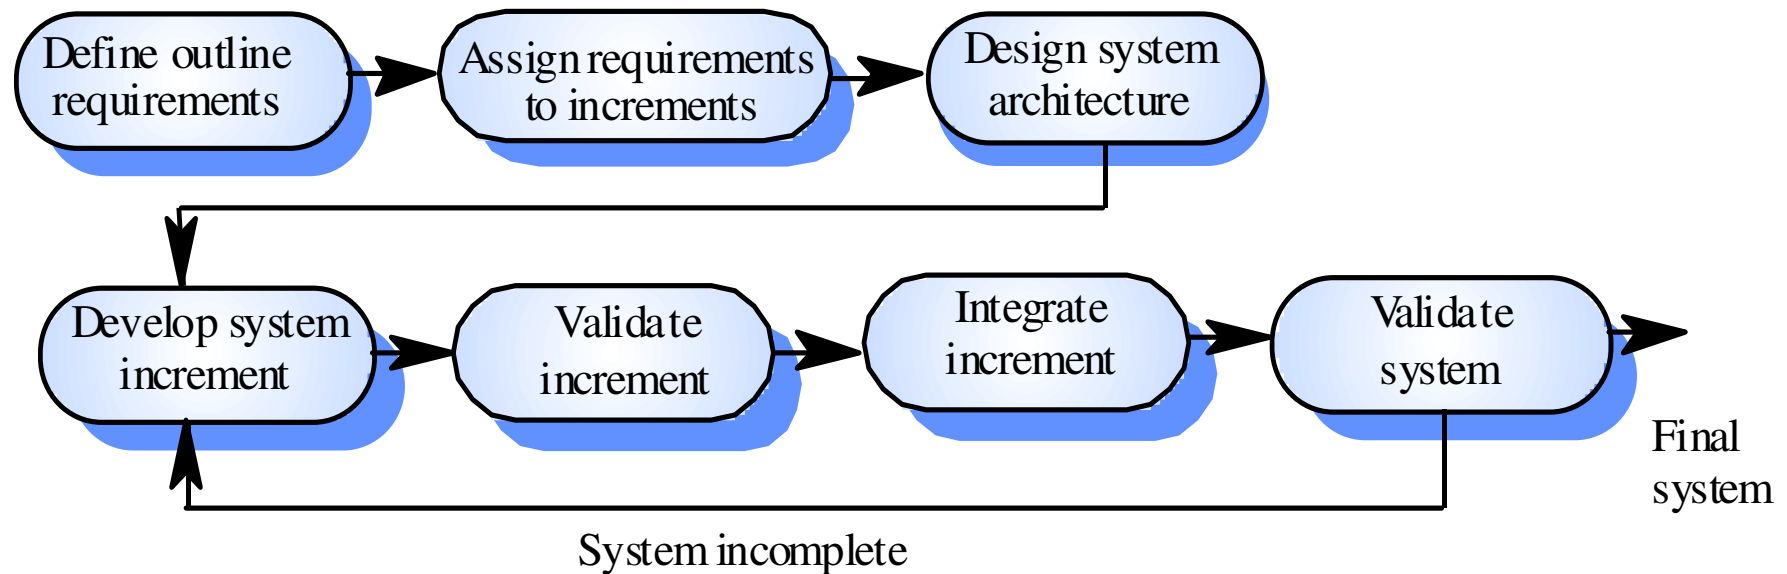 Define outline
requirements
Assign requirements
to increments
Design system
architecture
Develop system
increment
Validate
increment
Integrate
increment
Validate
system
Final
system
System incomplete